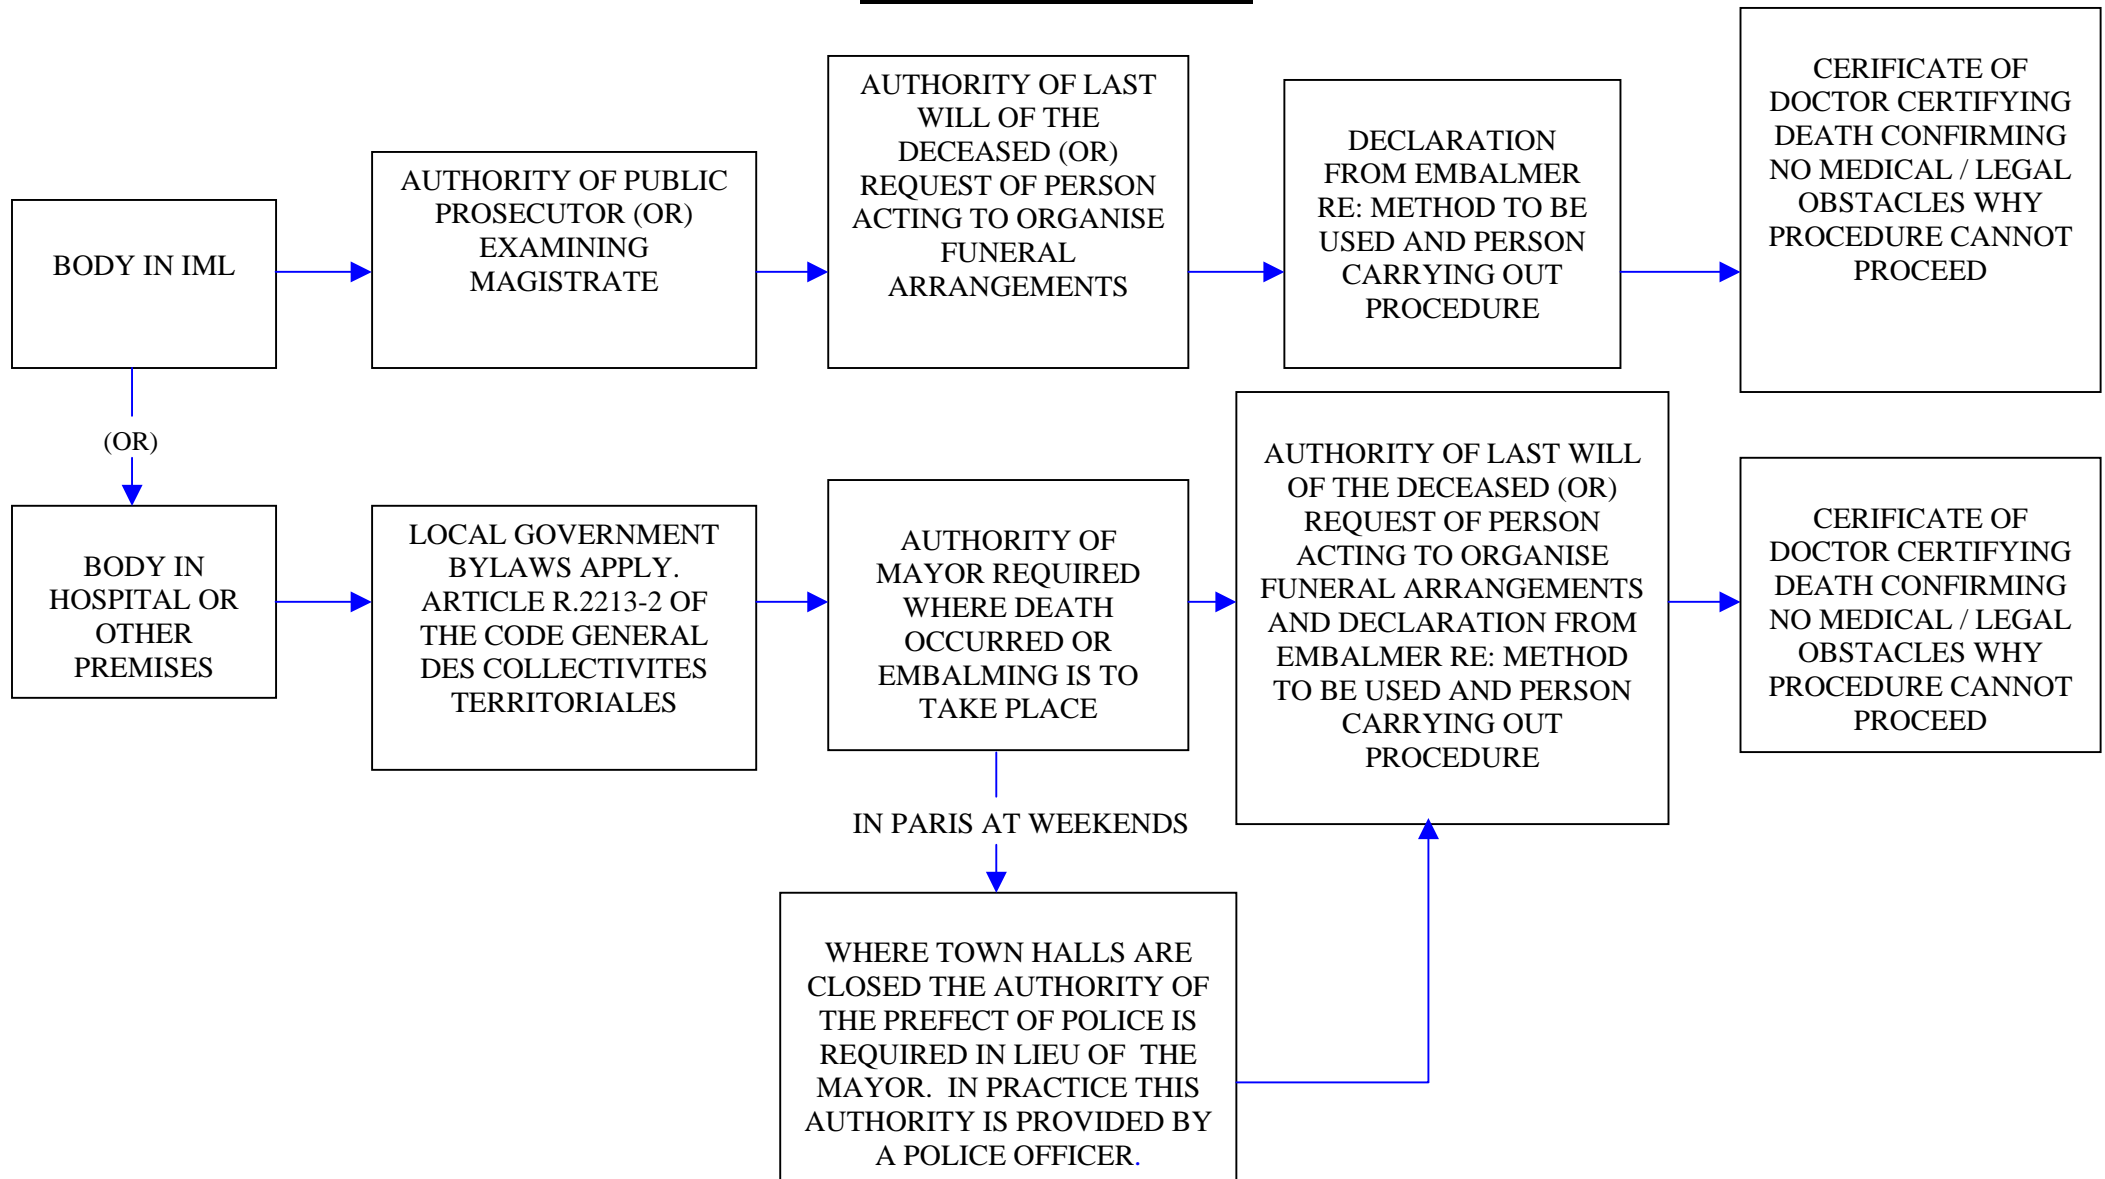 BODY IN IML
AUTHORITY OF PUBLIC
PROSECUTOR (OR)
EXAMINING
MAGISTRATE
AUTHORITY OF LAST
WILL OF THE
DECEASED (OR)
REQUEST OF PERSON
ACTING TO ORGANISE
FUNERAL
ARRANGEMENTS
DECLARATION
FROM EMBALMER
RE: METHOD TO BE
USED AND PERSON
CARRYING OUT
PROCEDURE
CERIFICATE OF
DOCTOR CERTIFYING
DEATH CONFIRMING
NO MEDICAL / LEGAL
OBSTACLES WHY
PROCEDURE CANNOT
PROCEED
(OR)
BODY IN
HOSPITAL OR
OTHER
PREMISES
LOCAL GOVERNMENT
BYLAWS APPLY.
ARTICLE R.2213-2 OF
THE CODE GENERAL
DES COLLECTIVITES
TERRITORIALES
AUTHORITY OF
MAYOR REQUIRED
WHERE DEATH
OCCURRED OR
EMBALMING IS TO
TAKE PLACE
AUTHORITY OF LAST WILL
OF THE DECEASED (OR)
REQUEST OF PERSON
ACTING TO ORGANISE
FUNERAL ARRANGEMENTS
AND DECLARATION FROM
EMBALMER RE: METHOD
TO BE USED AND PERSON
CARRYING OUT
PROCEDURE
CERIFICATE OF
DOCTOR CERTIFYING
DEATH CONFIRMING
NO MEDICAL / LEGAL
OBSTACLES WHY
PROCEDURE CANNOT
PROCEED
IN PARIS AT WEEKENDS
WHERE TOWN HALLS ARE
CLOSED THE AUTHORITY OF
THE PREFECT OF POLICE IS
REQUIRED IN LIEU OF THE
MAYOR. IN PRACTICE THIS
AUTHORITY IS PROVIDED BY
A POLICE OFFICER.